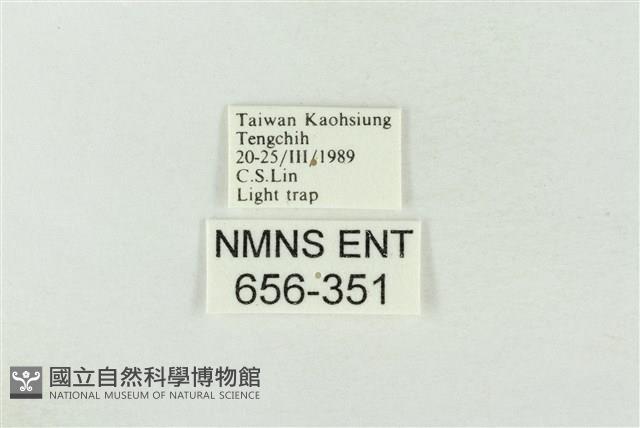 Taiwan Kaohsiung
Tengchih
20-25/III/1989
C.S.Lin
Light trap
NMNS ENT
656-351
國立自然科學博物館
NATIONAL MUSEUM OF NATURAL SCIENCE